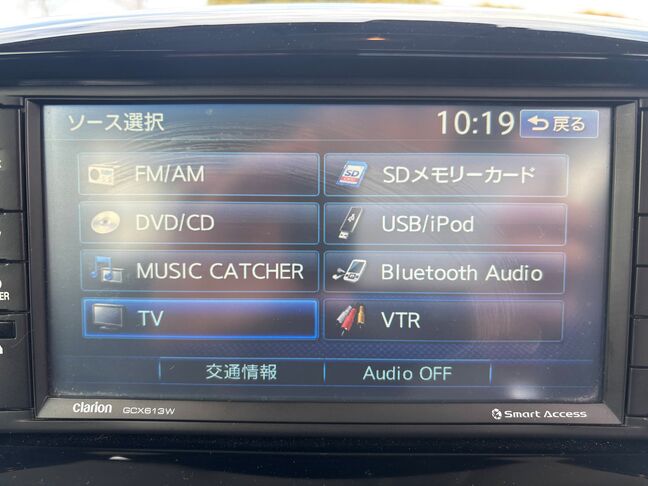 ソース選択
10:19
戻る
FM/AM
SDメモリーカード
DVD/CD
USB/iPod
MUSIC CATCHER
Bluetooth Audio
TV
VTR
交通情報
Audio OFF
clarion GCX613W
Smart Access